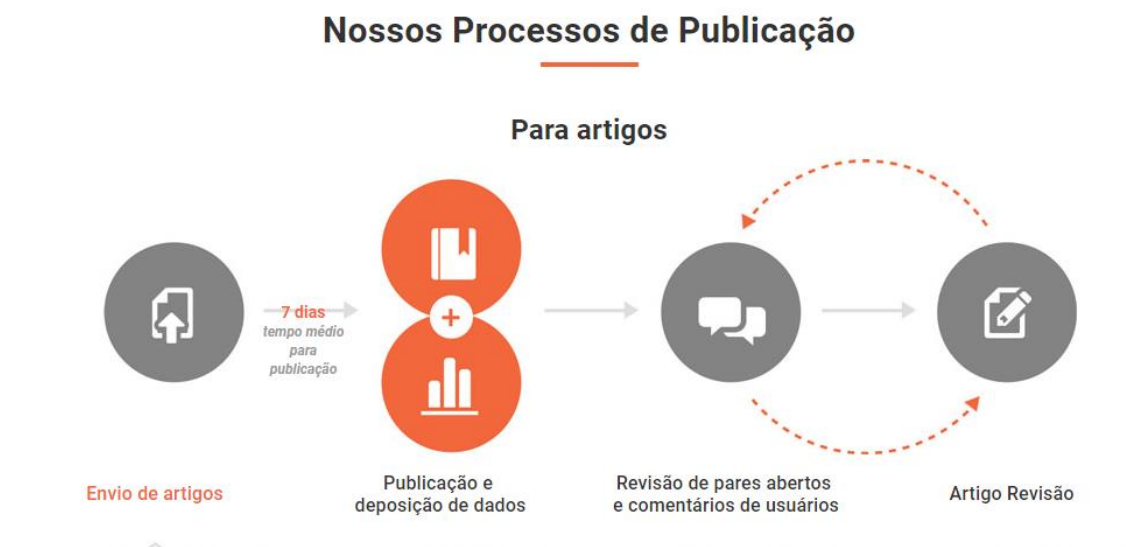 Nossos Processos de Publicação
Para artigos
7 dias
tempo médio
para
publicação
Envio de artigos
Publicação e
deposição de dados
Revisão de pares abertos
e comentários de usuários
Artigo Revisão